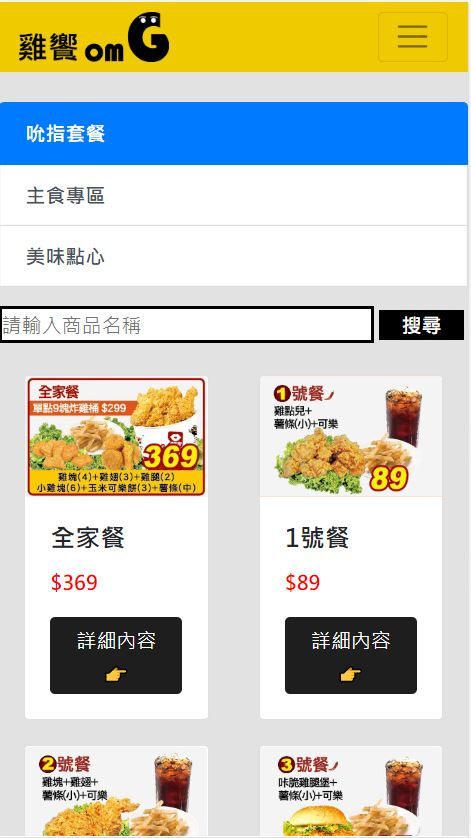 雞饗 omG
吮指套餐
主食專區
美味點心
請輸入商品名稱
搜尋
全家餐
單點9塊炸雞桶 $299
369
雞塊(4)+雞翅(3)+雞腿(2)
小雞塊(6)+玉米可樂餅(3)+薯條(中)
全家餐
$369
詳細內容
1號餐
雞點兒+
薯條(小)+可樂
89
1號餐
$89
詳細內容
2號餐
雞塊+雞翅+
薯條(小)+可樂
3號餐
咔脆雞腿堡+
薯條(小)+可樂